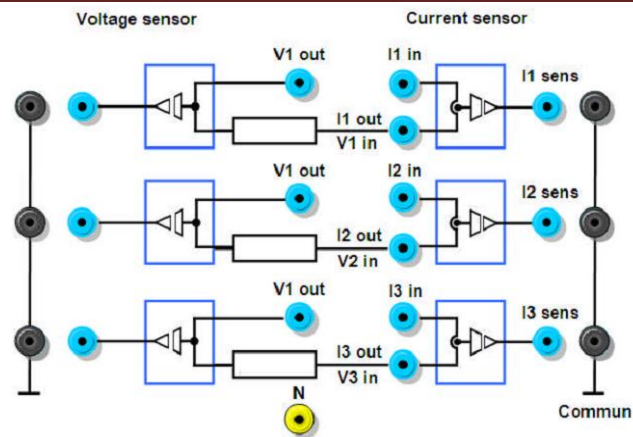 Voltage sensor
Current sensor
V1 out
I1 in
I1 sens
I1 out
V1 in
V1 out
I2 in
I2 sens
I2 out
V2 in
V1 out
I3 in
I3 sens
I3 out
V3 in
N
Commun